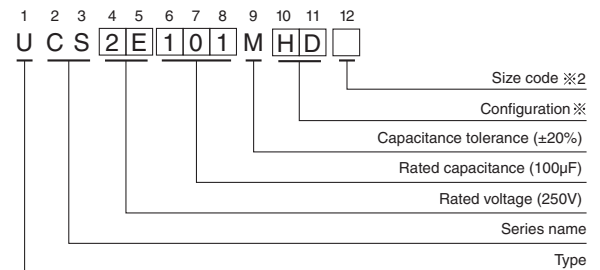 1 2 3 4 5 6 7 8 9 10 11 12
U C S 2 E 1 0 1 M H D
Size code ※2
Configuration ※
Capacitance tolerance (±20%)
Rated capacitance (100µF)
Rated voltage (250V)
Series name
Type